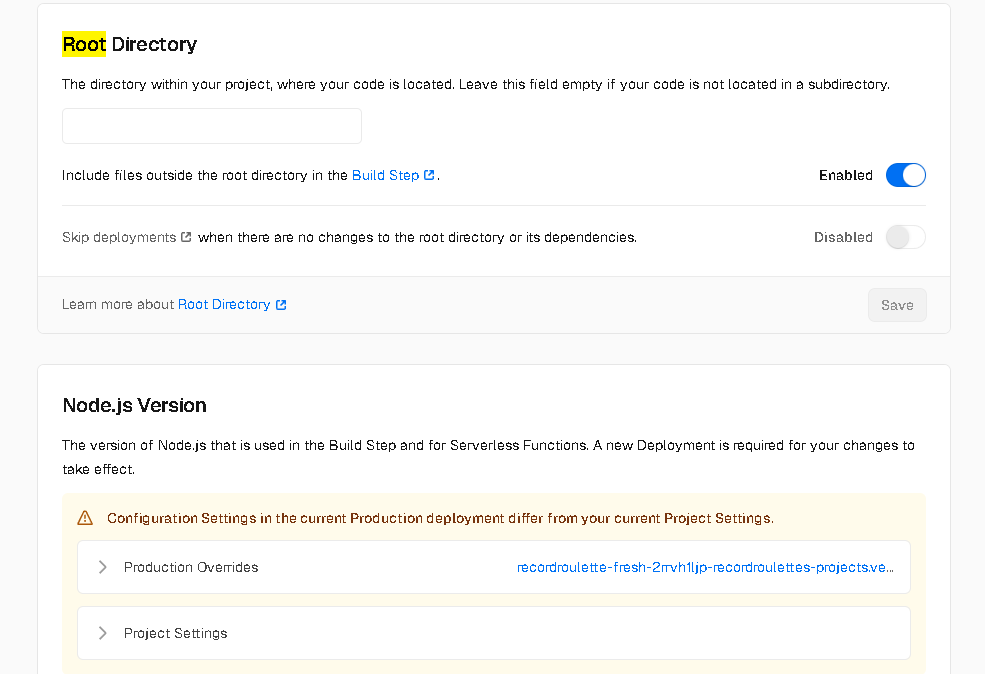 Root Directory
The directory within your project, where your code is located. Leave this field empty if your code is not located in a subdirectory.
Include files outside the root directory in the Build Step .
Enabled
Skip deployments when there are no changes to the root directory or its dependencies.
Disabled
Learn more about Root Directory
Save
Node.js Version
The version of Node.js that is used in the Build Step and for Serverless Functions. A new Deployment is required for your changes to
take effect.
Configuration Settings in the current Production deployment differ from your current Project Settings.
Production Overrides
recordroulette-fresh-2rrvh1ljp-recordroulettes-projects.ve...
Project Settings